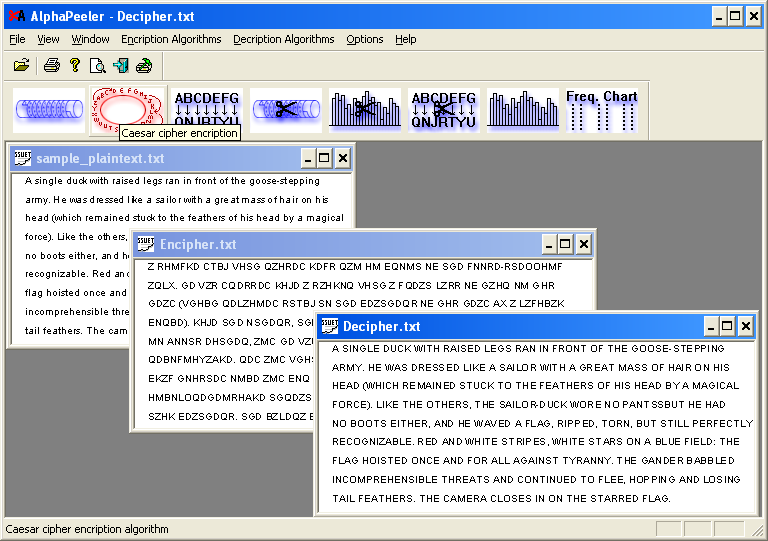 AlphaPeeler - Decipher.txt
File View Window Encription Algorithms Decription Algorithms Options Help
ABCDEFG
QNJRTYU
ABCDEFG
QNJRTYU
Freq. Chart
Caesar cipher encription
sample_plaintext.txt
A single duck with raised legs ran in front of the goose-stepping
army. He was dressed like a sailor with a great mass of hair on his
head (which remained stuck to the feathers of his head by a magical
force). Like the others,
no boots either, and he
recognizable. Red and
flag hoisted once and
incomprehensible thre
tail feathers. The cam
Encipher.txt
Z RHMFKD CTBJ VHSG QZHRDC KDFR QZM HM EQNMS NE SGD FNNRD-RSDOOHMF
ZQLX. GD VZR CQDRRDC KHJD Z RZHKNQ VHSG Z FQDZS LZRR NE GZHQ NM GHR
GDZC (VGHBG QDLZHMDC RSTBJ SN SGD EDZSGDQR NE GHR GDZC AX Z LZFHBZK
ENQBD). KHJD SGD NSGDQR, SG
MN ANNSR DHSGDQ, ZMC GD VZ
QDBNFMHYZAKD. QDC ZMC VGH
EKZF GNHRSDC NMBD ZMC ENQ
HMBNLOQDGDMRHAKD SGQDZS
SZHK EDZSGDQR. SGD BZLDQZ
Decipher.txt
A SINGLE DUCK WITH RAISED LEGS RAN IN FRONT OF THE GOOSE-STEPPING
ARMY. HE WAS DRESSED LIKE A SAILOR WITH A GREAT MASS OF HAIR ON HIS
HEAD (WHICH REMAINED STUCK TO THE FEATHERS OF HIS HEAD BY A MAGICAL
FORCE). LIKE THE OTHERS, THE SAILOR-DUCK WORE NO PANTSSBUT HE HAD
NO BOOTS EITHER, AND HE WAVED A FLAG, RIPPED, TORN, BUT STILL PERFECTLY
RECOGNIZABLE. RED AND WHITE STRIPES, WHITE STARS ON A BLUE FIELD: THE
FLAG HOISTED ONCE AND FOR ALL AGAINST TYRANNY. THE GANDER BABBLED
INCOMPREHENSIBLE THREATS AND CONTINUED TO FLEE, HOPPING AND LOSING
TAIL FEATHERS. THE CAMERA CLOSES IN ON THE STARRED FLAG.
Caesar cipher encription algorithm